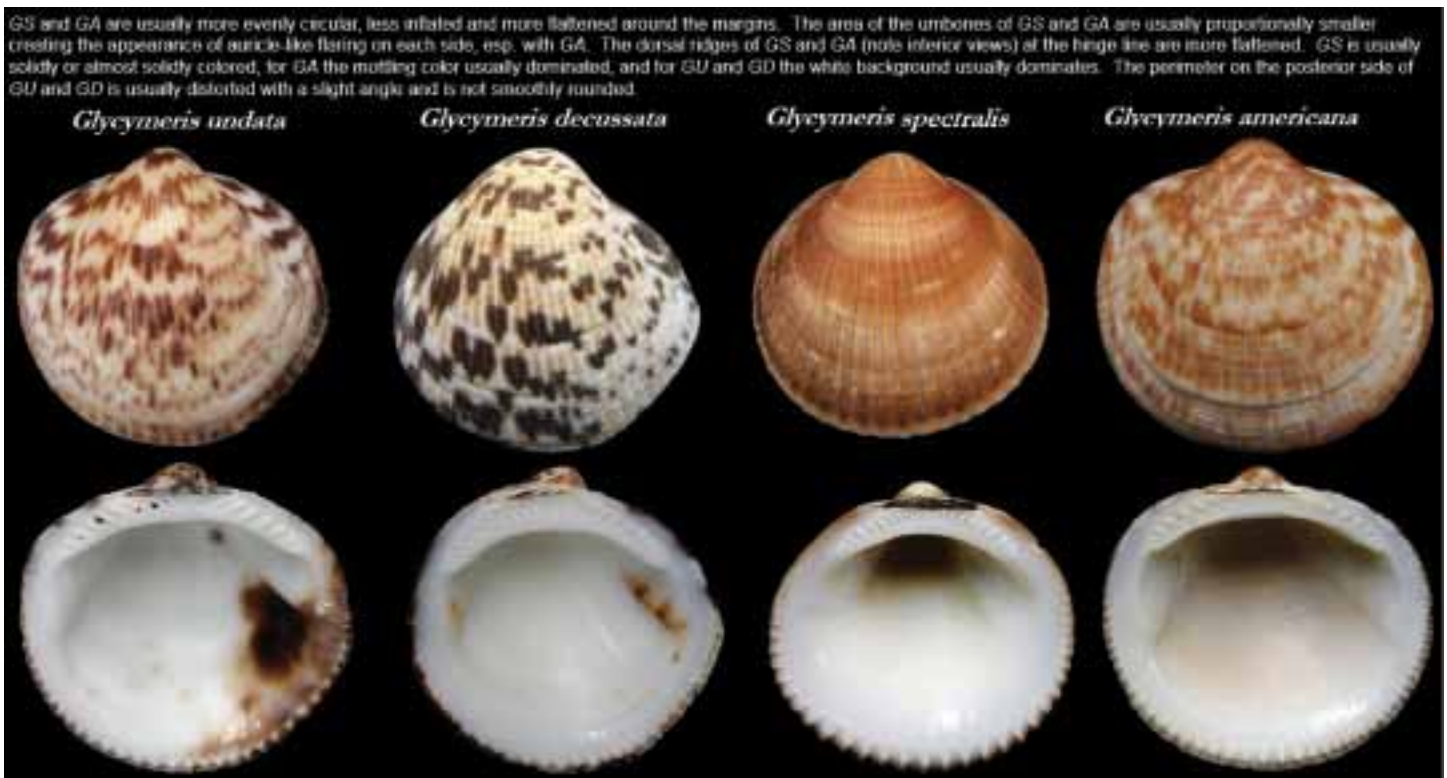 GS and GA are usually more evenly circular, less inflated and more flattened around the margins. The area of the umbones of GS and GA are usually proportionally smaller
creating the appearance of auricle-like flaring on each side, esp. with GA. The dorsal ridges of GS and GA (note interior views) at the hinge line are more flattened. GS is usually
solidly or almost solidly colored, for GA the mottling color usually dominated, and for GU and GD the white background usually dominates. The perimeter on the posterior side of
GU and GD is usually distorted with a slight angle and is not smoothly rounded.
Glycymeris undata Glycymeris decussata Glycymeris spectralis Glycymeris americana